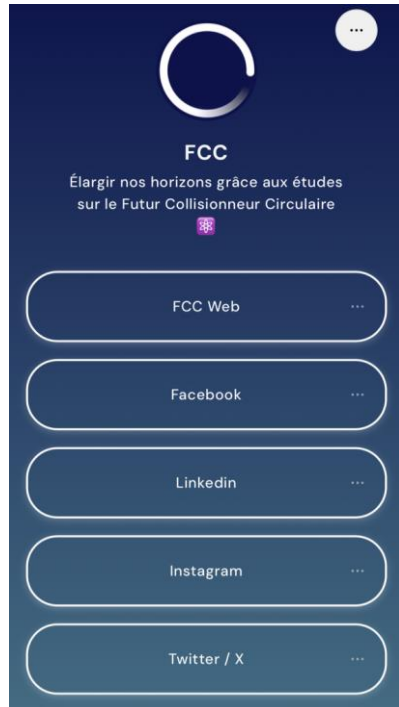 FCC
Élargir nos horizons grâce aux études
sur le Futur Collisionneur Circulaire
FCC Web
Facebook
Linkedin
Instagram
Twitter / X